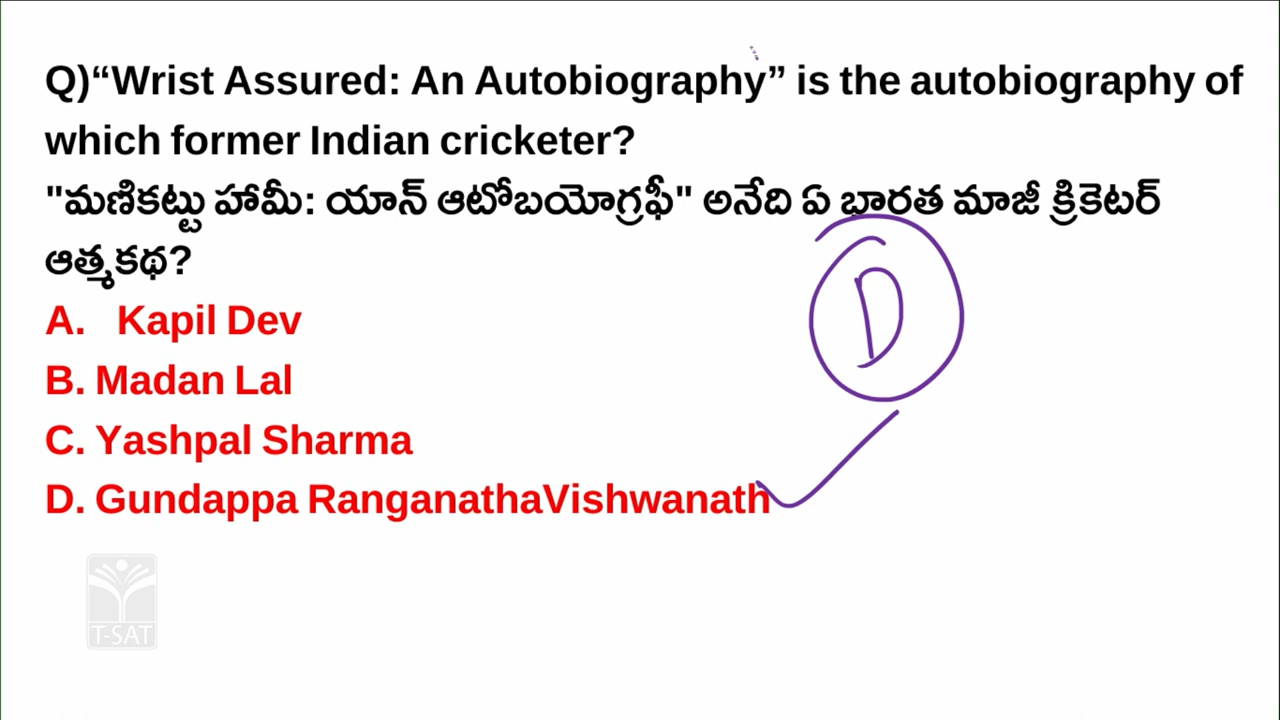 Q)“Wrist Assured: An Autobiography” is the autobiography of
which former Indian cricketer?
"మణికట్టు హామీ: యాన్ ఆటోబయోగ్రఫీ" అనేది ఏ భారత మాజీ క్రికెటర్
ఆత్మకథ?
A. Kapil Dev
B. Madan Lal
C. Yashpal Sharma
D. Gundappa RanganathaVishwanath
D
T-SAT